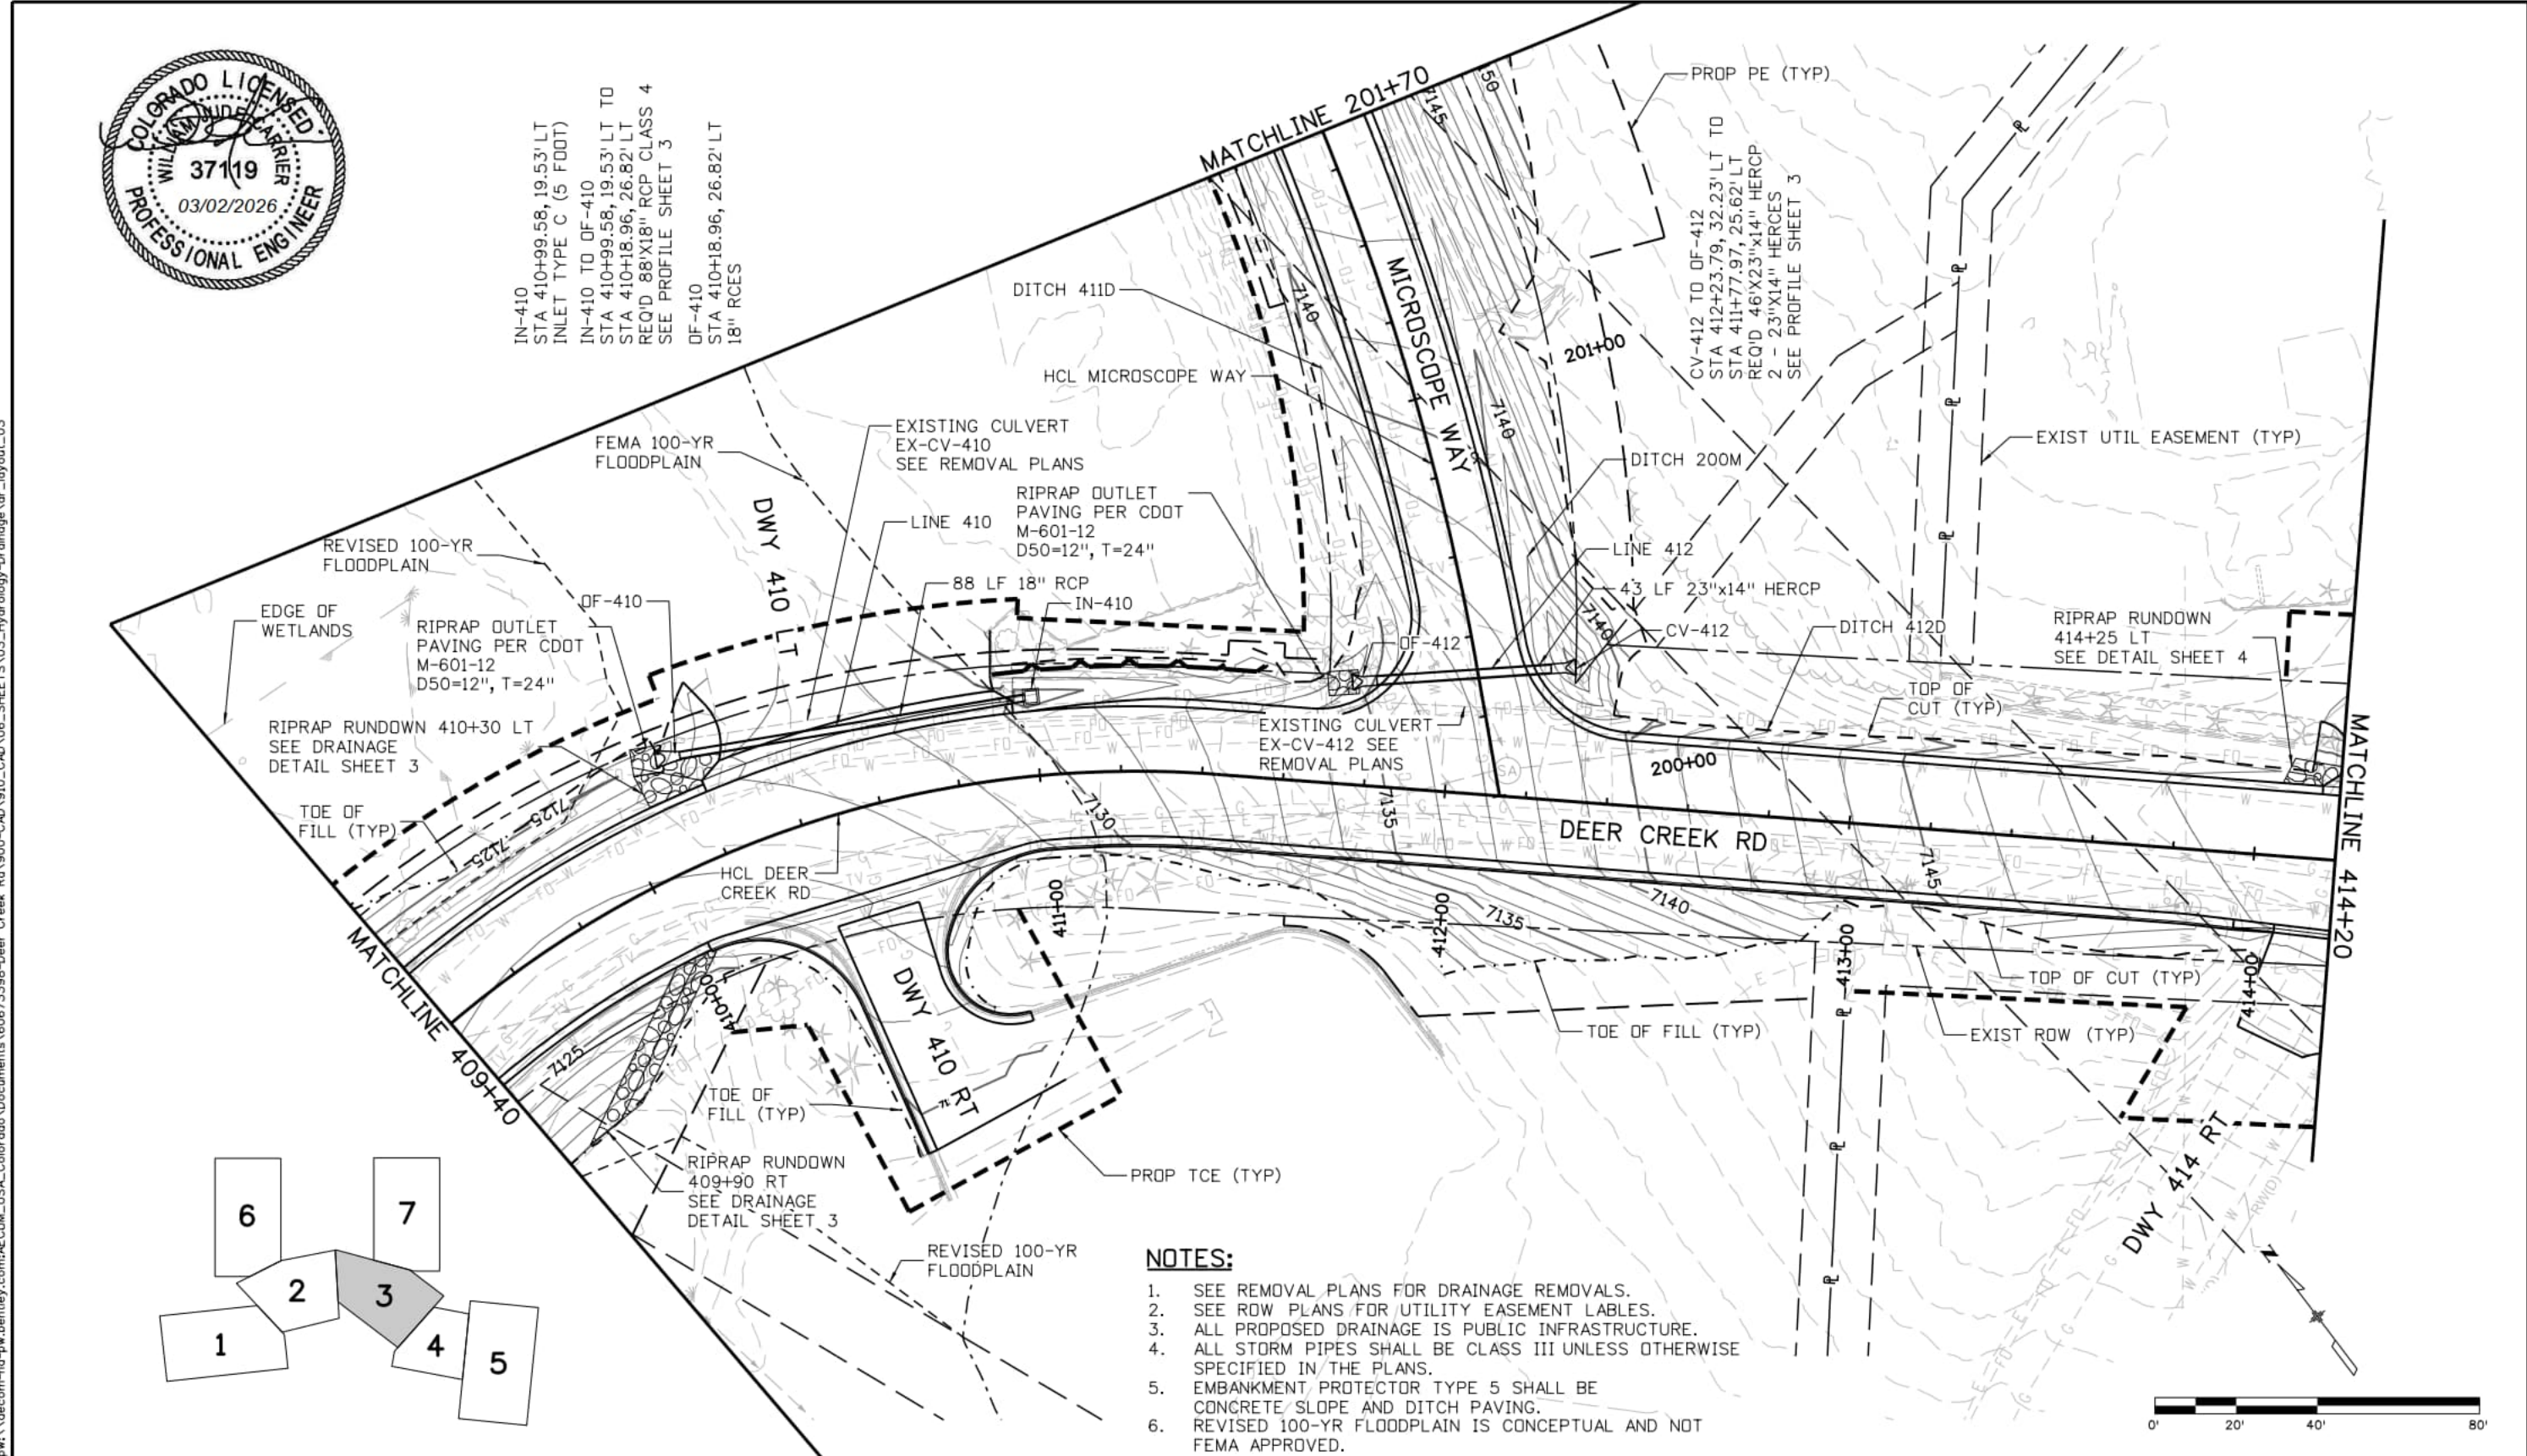 COLORADO LICENSED
WILLIAM JUDE CARRIER
37119
03/02/2026
PROFESSIONAL ENGINEER
IN-410
STA 410+99.58, 19.53' LT
INLET TYPE C (5 FOOT)
IN-410 TO OF-410
STA 410+99.58, 19.53' LT TO
STA 410+18.96, 26.82' LT
REQ'D 88'X18" RCP CLASS 4
SEE PROFILE SHEET 3
OF-410
STA 410+18.96, 26.82' LT
18" RCES
MATCHLINE 201+70
7145
PROP PE (TYP)
CV-412 TO OF-412
STA 412+23.79, 32.23' LT TO
STA 411+77.97, 25.62' LT
REQ'D 46'X23"x14" HERCP
2 - 23"X14" HERCES
SEE PROFILE SHEET 3
DITCH 411D
7140
MICROSCOPE WAY
201+00
HCL MICROSCOPE WAY
7140
EXISTING CULVERT
EX-CV-410
SEE REMOVAL PLANS
FEMA 100-YR
FLOODPLAIN
DWY 410 LT
EXIST UTIL EASEMENT (TYP)
DITCH 200M
RIPRAP OUTLET
PAVING PER CDOT
M-601-12
D50=12", T=24"
LINE 410
REVISED 100-YR
FLOODPLAIN
LINE 412
88 LF 18" RCP
43 LF 23"x14" HERCP
IN-410
OF-410
7140
CV-412
DITCH 412D
EDGE OF
WETLANDS
RIPRAP OUTLET
PAVING PER CDOT
M-601-12
D50=12", T=24"
OF-412
RIPRAP RUNDOWN
414+25 LT
SEE DETAIL SHEET 4
TOP OF
CUT (TYP)
RIPRAP RUNDOWN 410+30 LT
SEE DRAINAGE
DETAIL SHEET 3
EXISTING CULVERT
EX-CV-412 SEE
REMOVAL PLANS
200+00
MATCHLINE 414+20
TOE OF
FILL (TYP)
7125
7125
7130
7135
DEER CREEK RD
7145
HCL DEER
CREEK RD
411+00
412+00
7135
7140
413+00
414+00
MATCHLINE 409+40
410+00
DWY 410 RT
TOP OF CUT (TYP)
TOE OF FILL (TYP)
EXIST ROW (TYP)
7125
TOE OF
FILL (TYP)
DWY 414 RT
RIPRAP RUNDOWN
409+90 RT
SEE DRAINAGE
DETAIL SHEET 3
PROP TCE (TYP)
REVISED 100-YR
FLOODPLAIN
6
7
2
3
1
4
5
NOTES:
1. SEE REMOVAL PLANS FOR DRAINAGE REMOVALS.
2. SEE ROW PLANS FOR UTILITY EASEMENT LABLES.
3. ALL PROPOSED DRAINAGE IS PUBLIC INFRASTRUCTURE.
4. ALL STORM PIPES SHALL BE CLASS III UNLESS OTHERWISE
SPECIFIED IN THE PLANS.
5. EMBANKMENT PROTECTOR TYPE 5 SHALL BE
CONCRETE SLOPE AND DITCH PAVING.
6. REVISED 100-YR FLOODPLAIN IS CONCEPTUAL AND NOT
FEMA APPROVED.
N
0' 20' 40' 80'